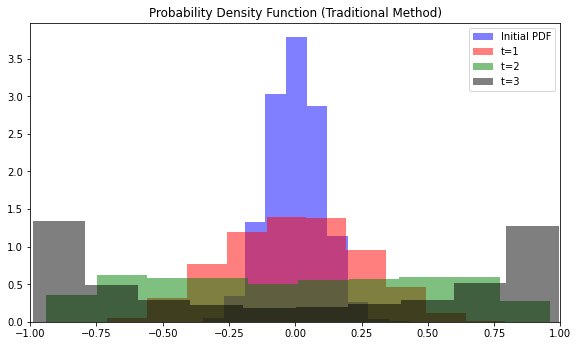 Probability Density Function (Traditional Method)
Initial PDF
t=1
t=2
t=3
3.5
3.0
2.5
2.0
1.5
1.0
0.5
0.0
−1.00 −0.75 −0.50 −0.25 0.00 0.25 0.50 0.75 1.00